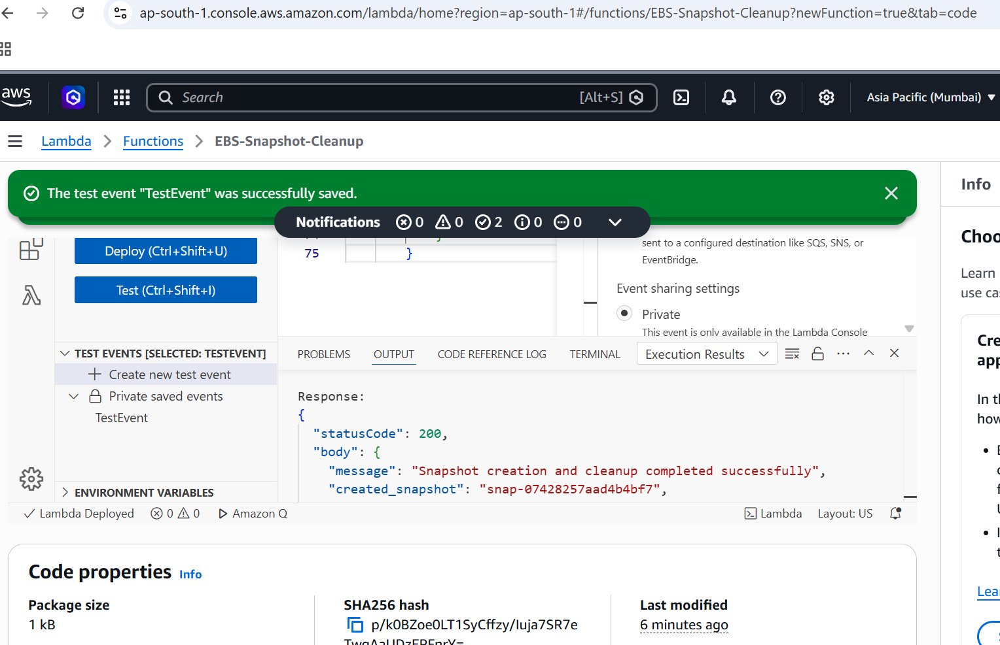 ap-south-1.console.aws.amazon.com/lambda/home?region=ap-south-1#/functions/EBS-Snapshot-Cleanup?newFunction=true&tab=code
aws
Search
[Alt+S]
Asia Pacific (Mumbai)
Lambda
Functions
EBS-Snapshot-Cleanup
The test event "TestEvent" was successfully saved.
Notifications 0 0 2 0 0
Info
Deploy (Ctrl+Shift+U)
Test (Ctrl+Shift+I)
75 }
sent to a configured destination like SQS, SNS, or
EventBridge.
Event sharing settings
Private
This event is only available in the Lambda Console
TEST EVENTS [SELECTED: TESTEVENT]
Create new test event
Private saved events
TestEvent
ENVIRONMENT VARIABLES
PROBLEMS
OUTPUT
CODE REFERENCE LOG
TERMINAL
Execution Results
Response:
{
"statusCode": 200,
"body": {
"message": "Snapshot creation and cleanup completed successfully",
"created_snapshot": "snap-07428257aad4b4bf7",
Lambda Deployed
0 0
Amazon Q
Lambda
Layout: US
Code properties Info
Package size
1 kB
SHA256 hash
p/k0BZoe0LT1SyCffzy/Iuja7SR7e
Last modified
6 minutes ago
Choo
Learn
use cas
Cre
app
In th
how
Lea